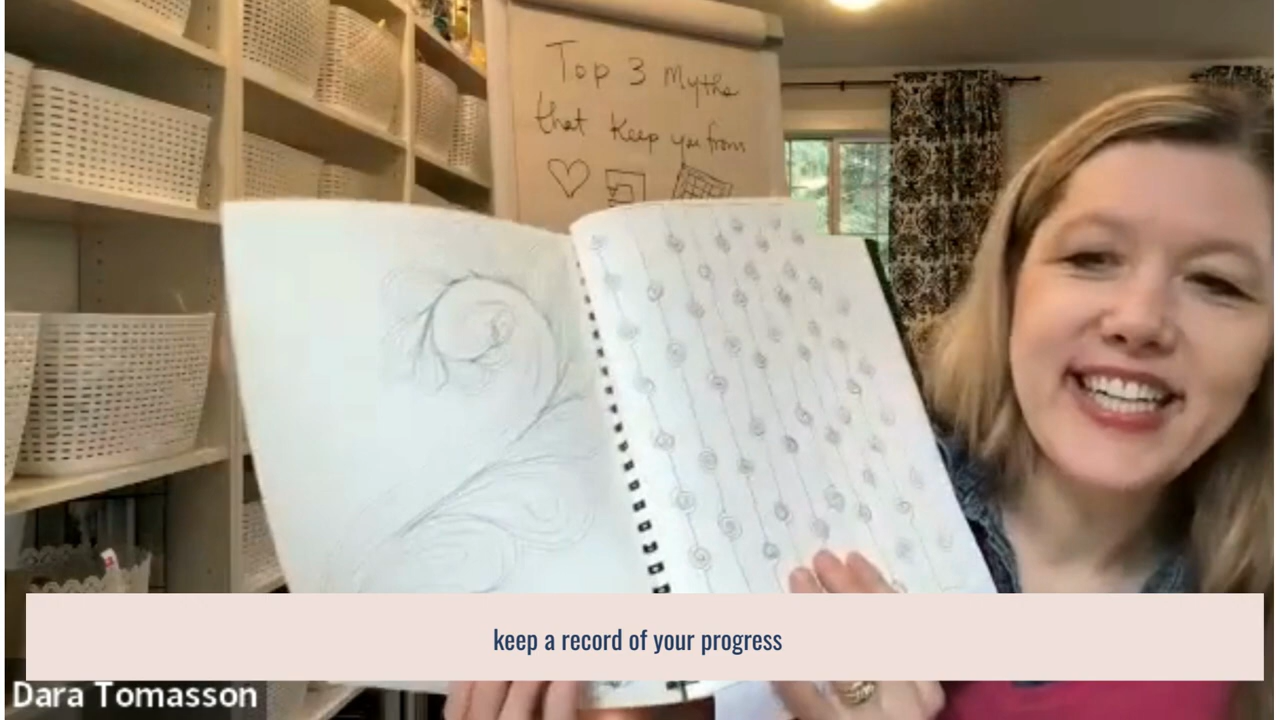 Top 3 Myths
that keep you from
keep a record of your progress
Dara Tomasson